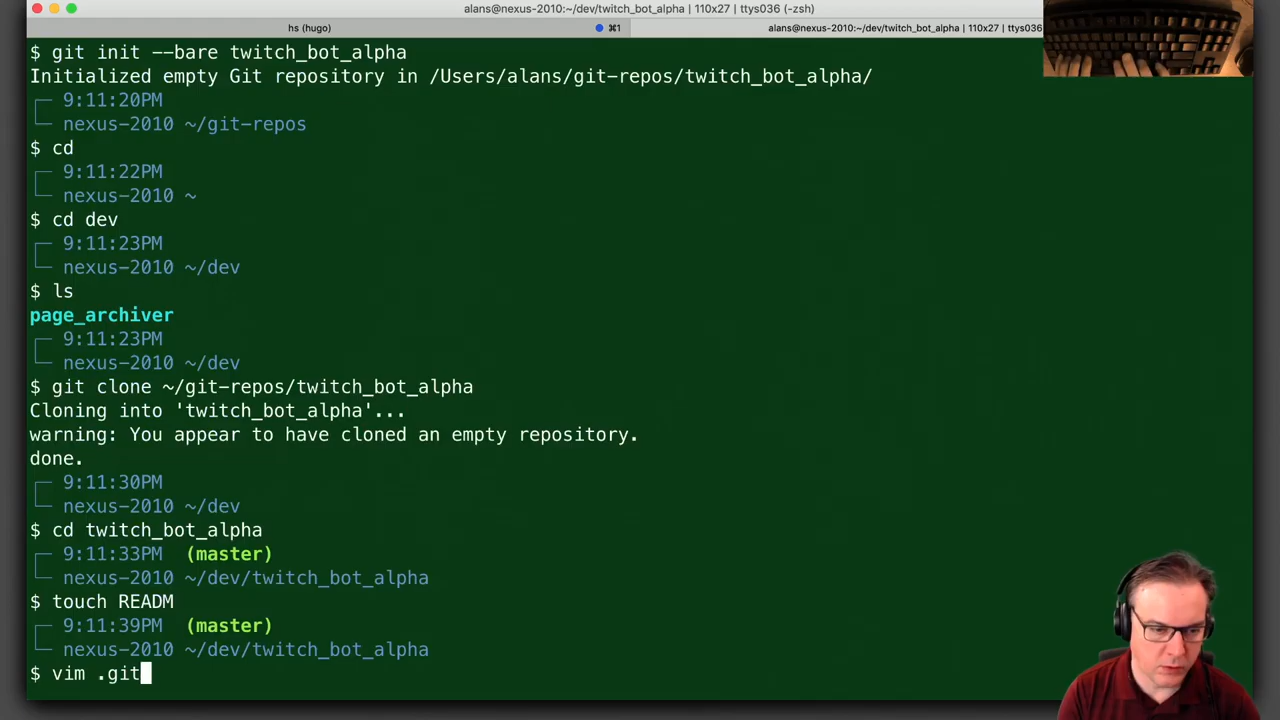 alans@nexus-2010:~/dev/twitch_bot_alpha | 110x27 | ttys036 (-zsh)
hs (hugo)
⌘1
alans@nexus-2010:~/dev/twitch_bot_alpha | 110x27 | ttys036
$ git init --bare twitch_bot_alpha
Initialized empty Git repository in /Users/alans/git-repos/twitch_bot_alpha/
9:11:20PM
nexus-2010 ~/git-repos
$ cd
9:11:22PM
nexus-2010 ~
$ cd dev
9:11:23PM
nexus-2010 ~/dev
$ ls
page_archiver
9:11:23PM
nexus-2010 ~/dev
$ git clone ~/git-repos/twitch_bot_alpha
Cloning into 'twitch_bot_alpha'...
warning: You appear to have cloned an empty repository.
done.
9:11:30PM
nexus-2010 ~/dev
$ cd twitch_bot_alpha
9:11:33PM (master)
nexus-2010 ~/dev/twitch_bot_alpha
$ touch READM
9:11:39PM (master)
nexus-2010 ~/dev/twitch_bot_alpha
$ vim .git